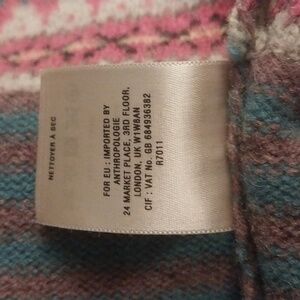 NETTOYER À SEC
FOR EU : IMPORTED BY
ANTHROPOLOGIE
24 MARKET PLACE, 3RD FLOOR,
LONDON, UK W1W8AN
CIF : VAT No. GB 684936382
R7011